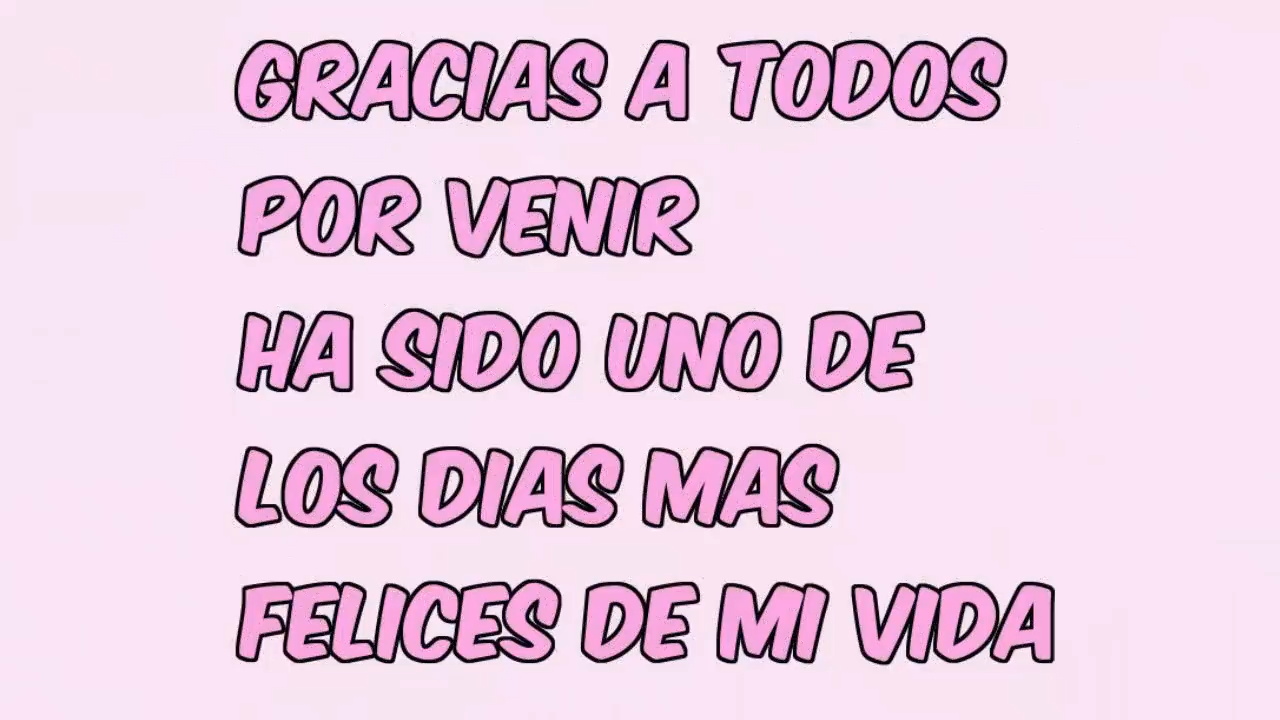 GRACIAS A TODOS
POR VENIR
HA SIDO UNO DE
LOS DIAS MAS
FELICES DE MI VIDA